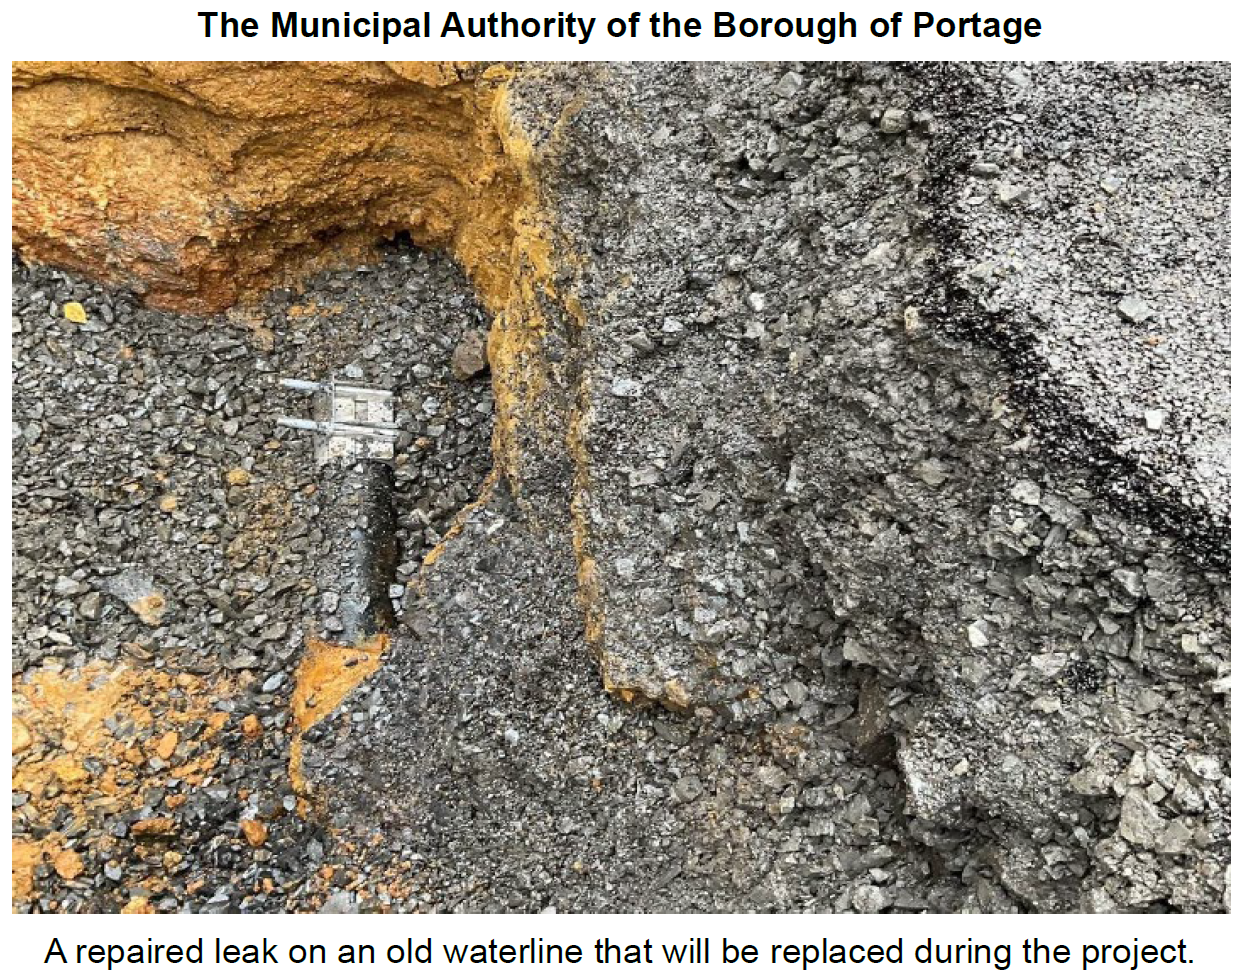 The Municipal Authority of the Borough of Portage
A repaired leak on an old waterline that will be replaced during the project.